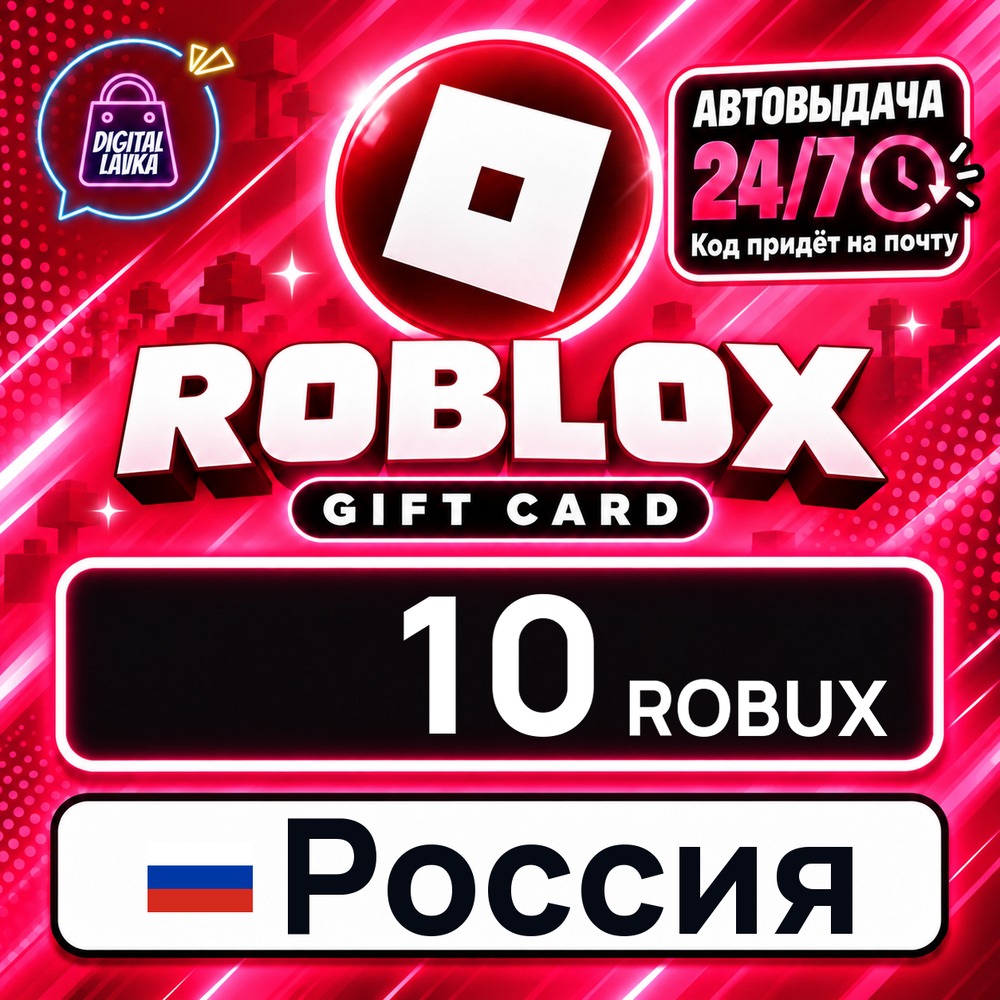 DIGITAL
LAVKA
АВТОВЫДАЧА
24/7
Код придёт на почту
ROBLOX
GIFT CARD
10 ROBUX
Россия